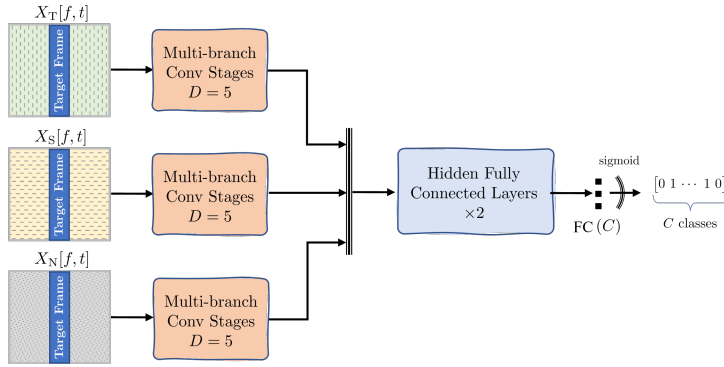 X_T[f, t]
Target Frame
Multi-branch
Conv Stages
D = 5
X_S[f, t]
Target Frame
Multi-branch
Conv Stages
D = 5
X_N[f, t]
Target Frame
Multi-branch
Conv Stages
D = 5
Hidden Fully
Connected Layers
×2
sigmoid
FC (C)
[0 1 ⋯ 1 0]
C classes